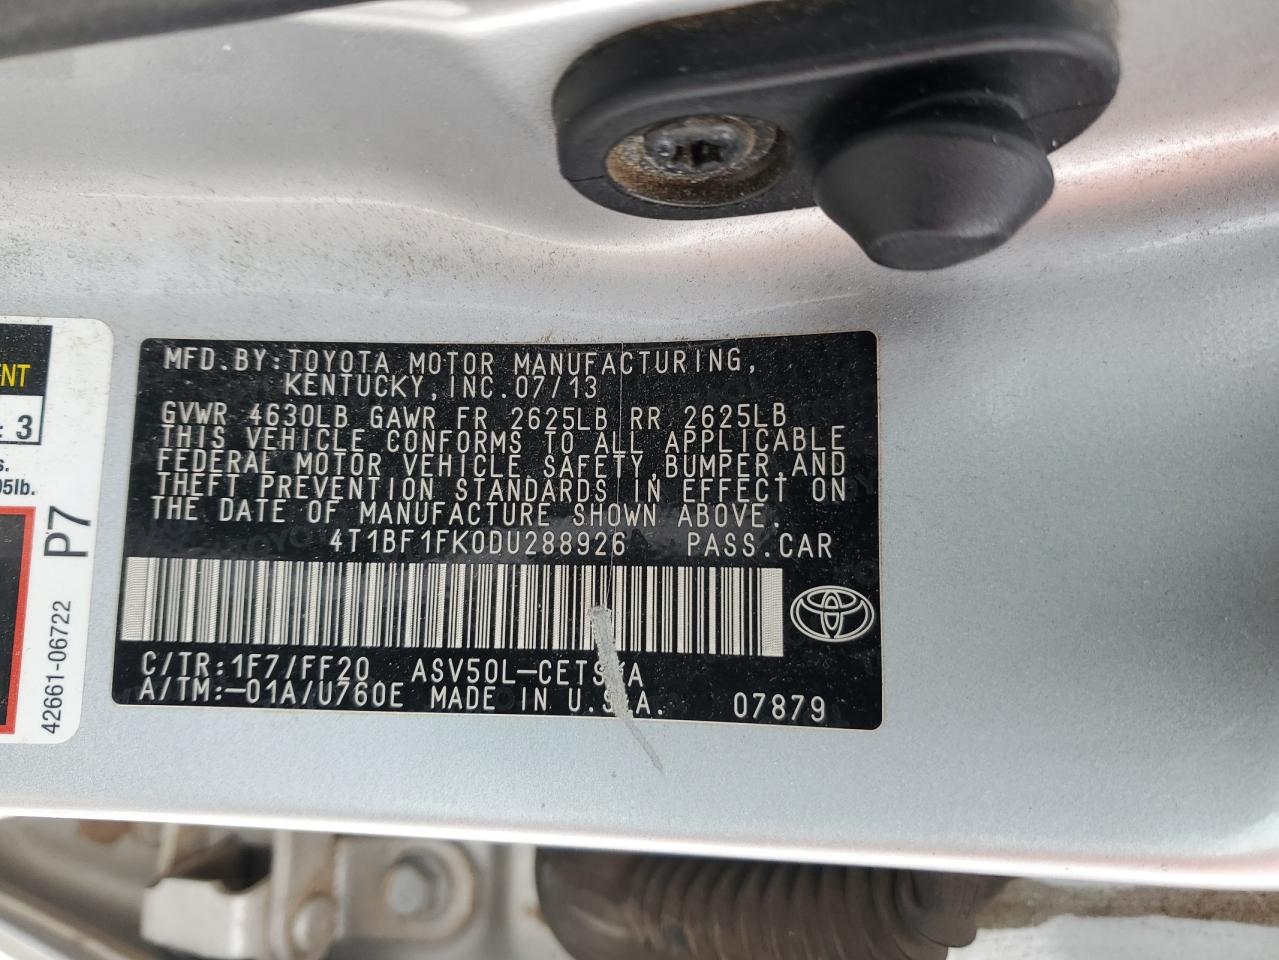 MFD.BY:TOYOTA MOTOR MANUFACTURING,
KENTUCKY,INC.07/13
GVWR 4630LB GAWR FR 2625LB RR 2625LB
THIS VEHICLE CONFORMS TO ALL APPLICABLE
FEDERAL MOTOR VEHICLE SAFETY,BUMPER,AND
THEFT PREVENTION STANDARDS IN EFFECT ON
THE DATE OF MANUFACTURE SHOWN ABOVE.
4T1BF1FK0DU288926 PASS.CAR
C/TR:1F7/FF20 ASV50L-
A/TM:-01A/U760E MADE IN U.S.A. 07879
3
P7
42661-06722